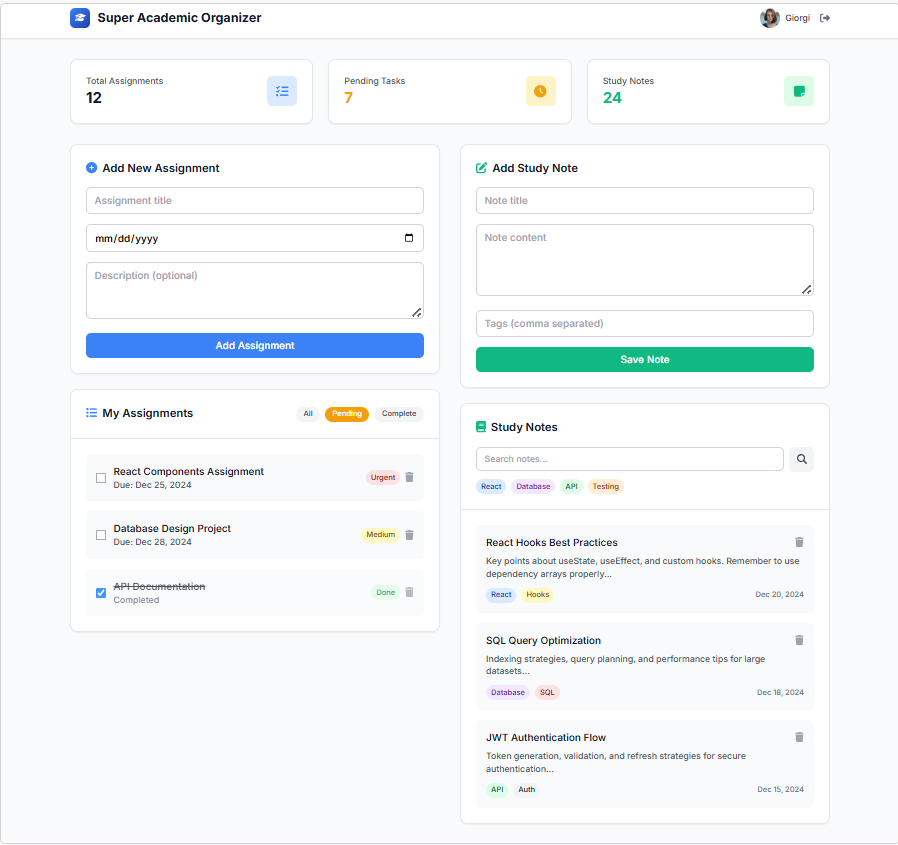 Super Academic Organizer
Giorgi
Total Assignments
12
Pending Tasks
7
Study Notes
24
Add New Assignment
Assignment title
mm/dd/yyyy
Description (optional)
Add Assignment
My Assignments
All
Pending
Complete
React Components Assignment
Due: Dec 25, 2024
Urgent
Database Design Project
Due: Dec 28, 2024
Medium
API Documentation
Completed
Done
Add Study Note
Note title
Note content
Tags (comma separated)
Save Note
Study Notes
Search notes...
React
Database
API
Testing
React Hooks Best Practices
Key points about useState, useEffect, and custom hooks. Remember to use
dependency arrays properly...
React
Hooks
Dec 20, 2024
SQL Query Optimization
Indexing strategies, query planning, and performance tips for large
datasets...
Database
SQL
Dec 18, 2024
JWT Authentication Flow
Token generation, validation, and refresh strategies for secure
authentication...
API
Auth
Dec 15, 2024